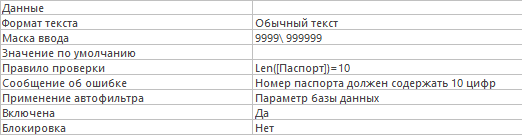 Данные
Формат текста Обычный текст
Маска ввода 9999\ 999999
Значение по умолчанию
Правило проверки Len([Паспорт])=10
Сообщение об ошибке Номер паспорта должен содержать 10 цифр
Применение автофильтра Параметр базы данных
Включена Да
Блокировка Нет